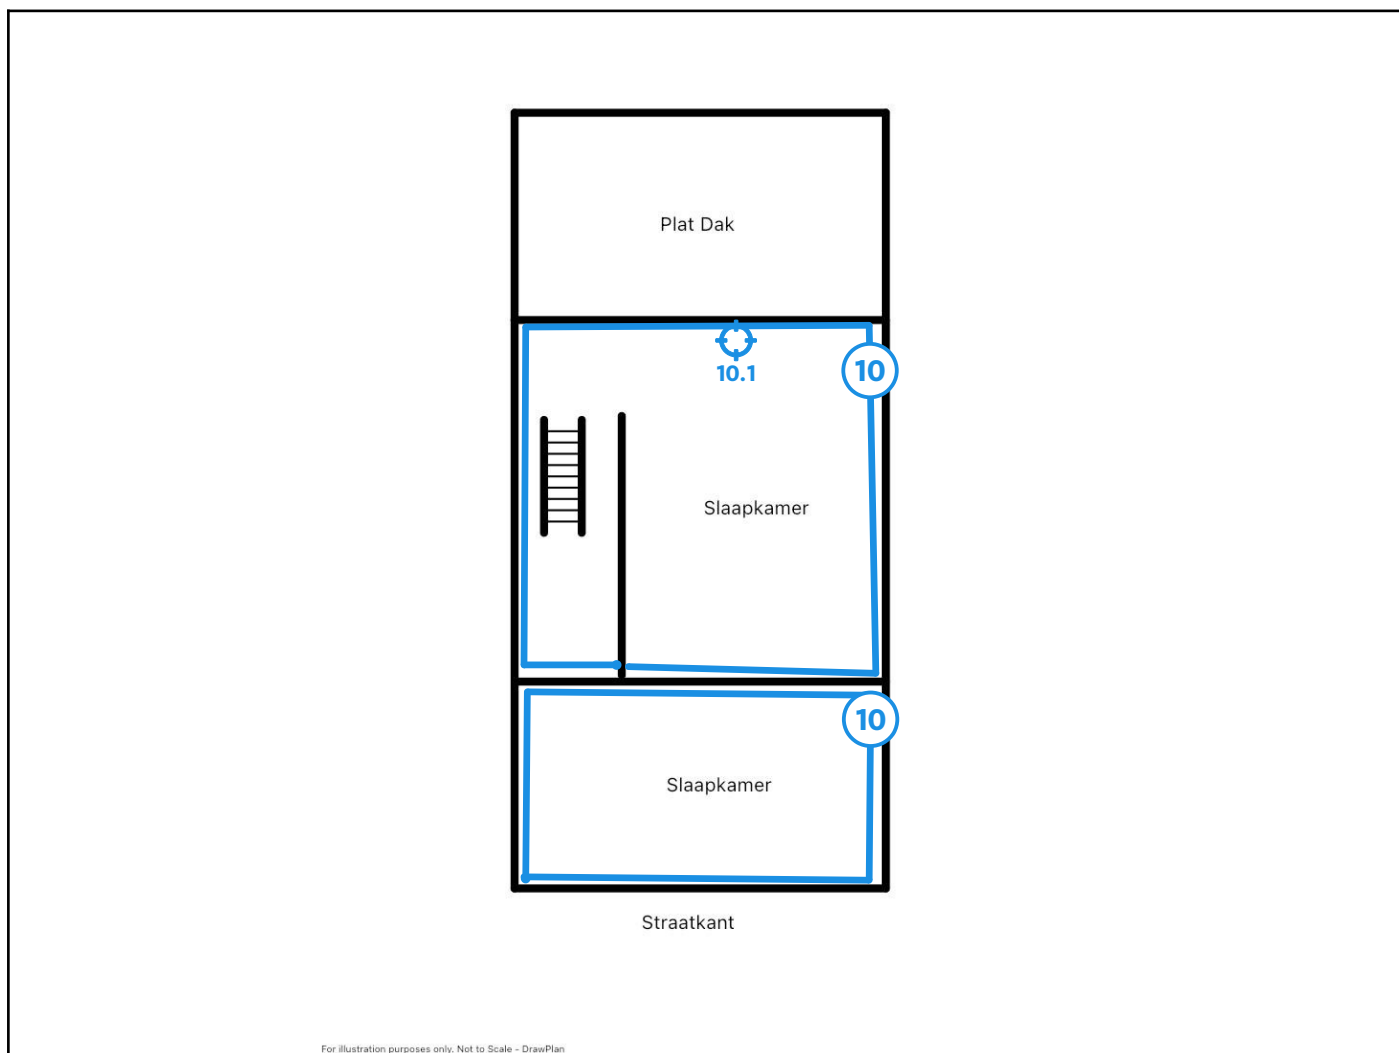 Plat Dak
10.1
10
Slaapkamer
10
Slaapkamer
Straatkant
For illustration purposes only. Not to Scale - DrawPlan